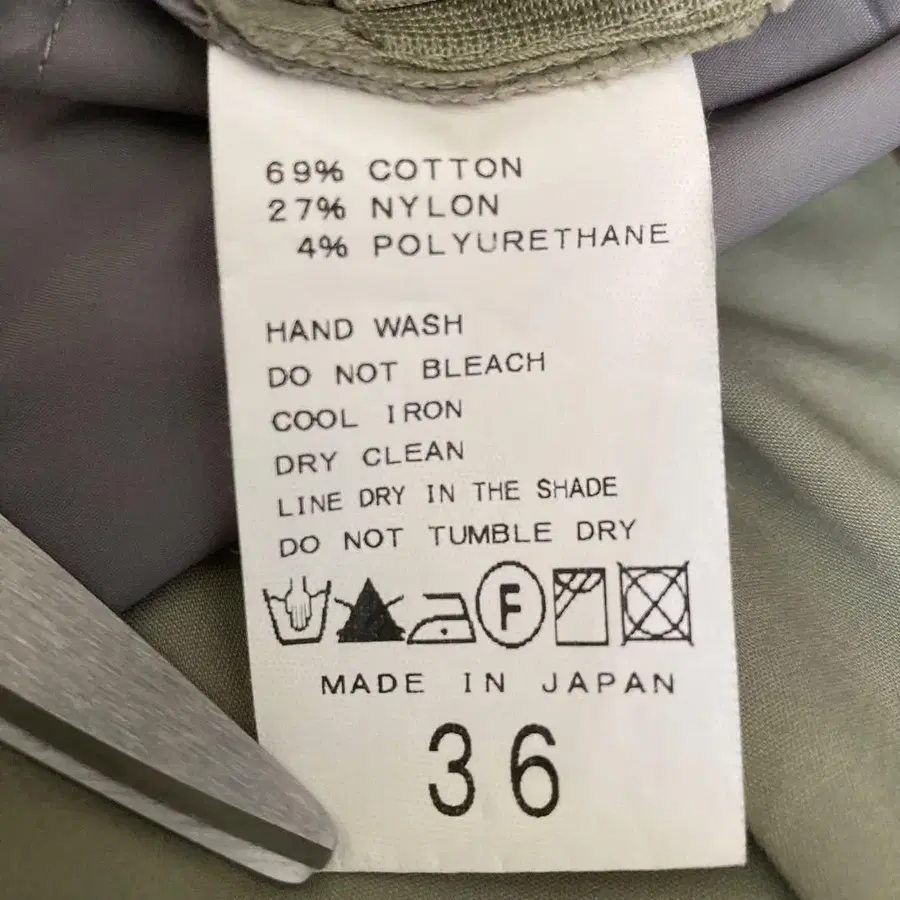 69% COTTON
27% NYLON
4% POLYURETHANE
HAND WASH
DO NOT BLEACH
COOL IRON
DRY CLEAN
LINE DRY IN THE SHADE
DO NOT TUMBLE DRY
F
MADE IN JAPAN
36